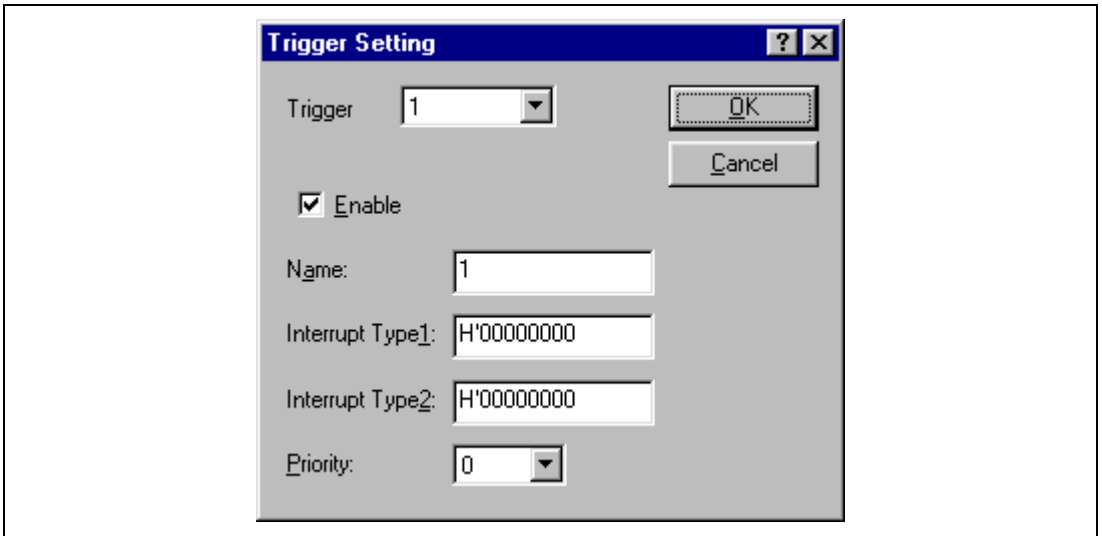 Trigger Setting
Trigger 1 OK
Cancel
Enable
Name: 1
Interrupt Type1: H'00000000
Interrupt Type2: H'00000000
Priority: 0